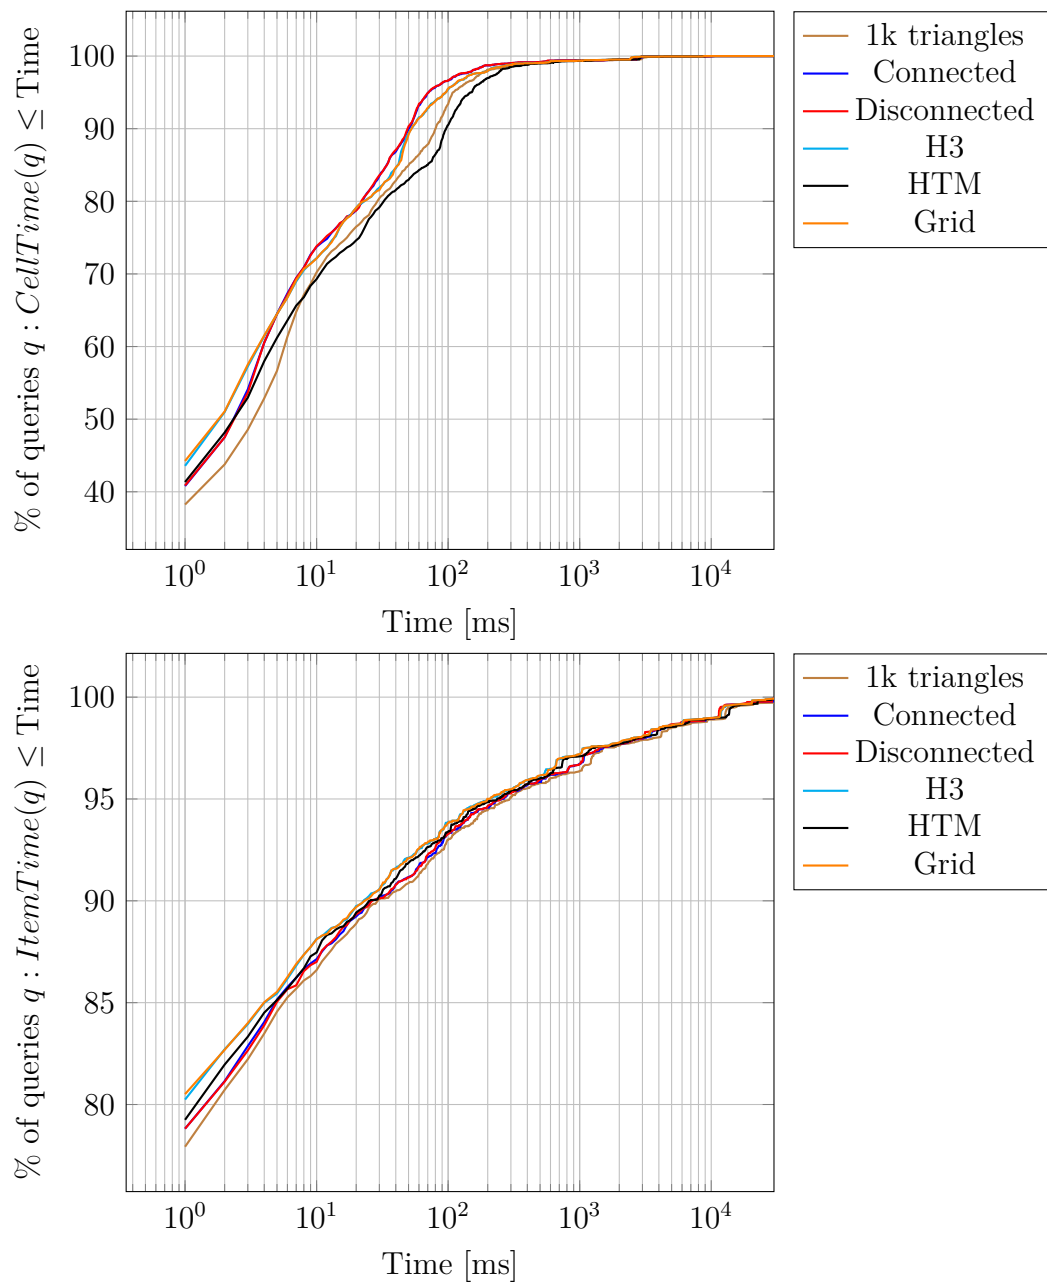 % of queries q : CellTime(q) ≤ Time
100
90
80
70
60
50
40
10^0 10^1 10^2 10^3 10^4
Time [ms]
1k triangles
Connected
Disconnected
H3
HTM
Grid
% of queries q : ItemTime(q) ≤ Time
100
95
90
85
80
10^0 10^1 10^2 10^3 10^4
Time [ms]
1k triangles
Connected
Disconnected
H3
HTM
Grid